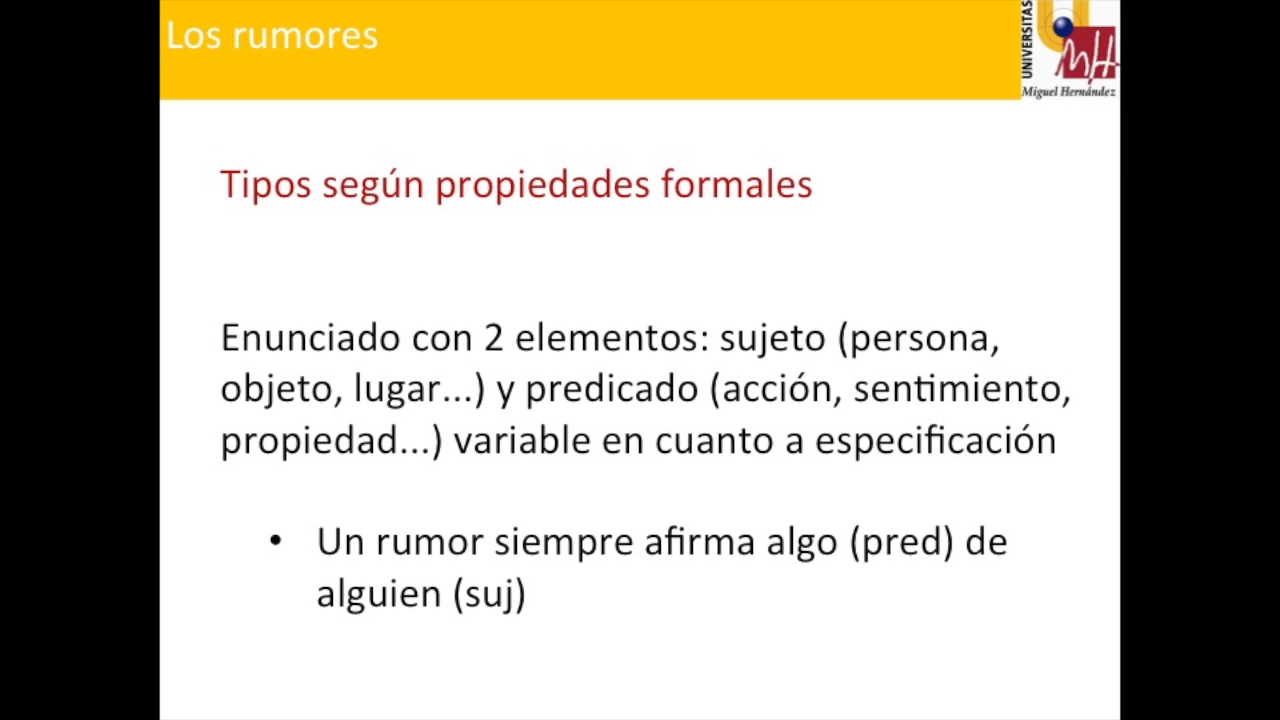 Los rumores
UNIVERSITAS
Miguel Hernández
Tipos según propiedades formales
Enunciado con 2 elementos: sujeto (persona,
objeto, lugar...) y predicado (acción, sentimiento,
propiedad...) variable en cuanto a especificación
• Un rumor siempre afirma algo (pred) de
alguien (suj)